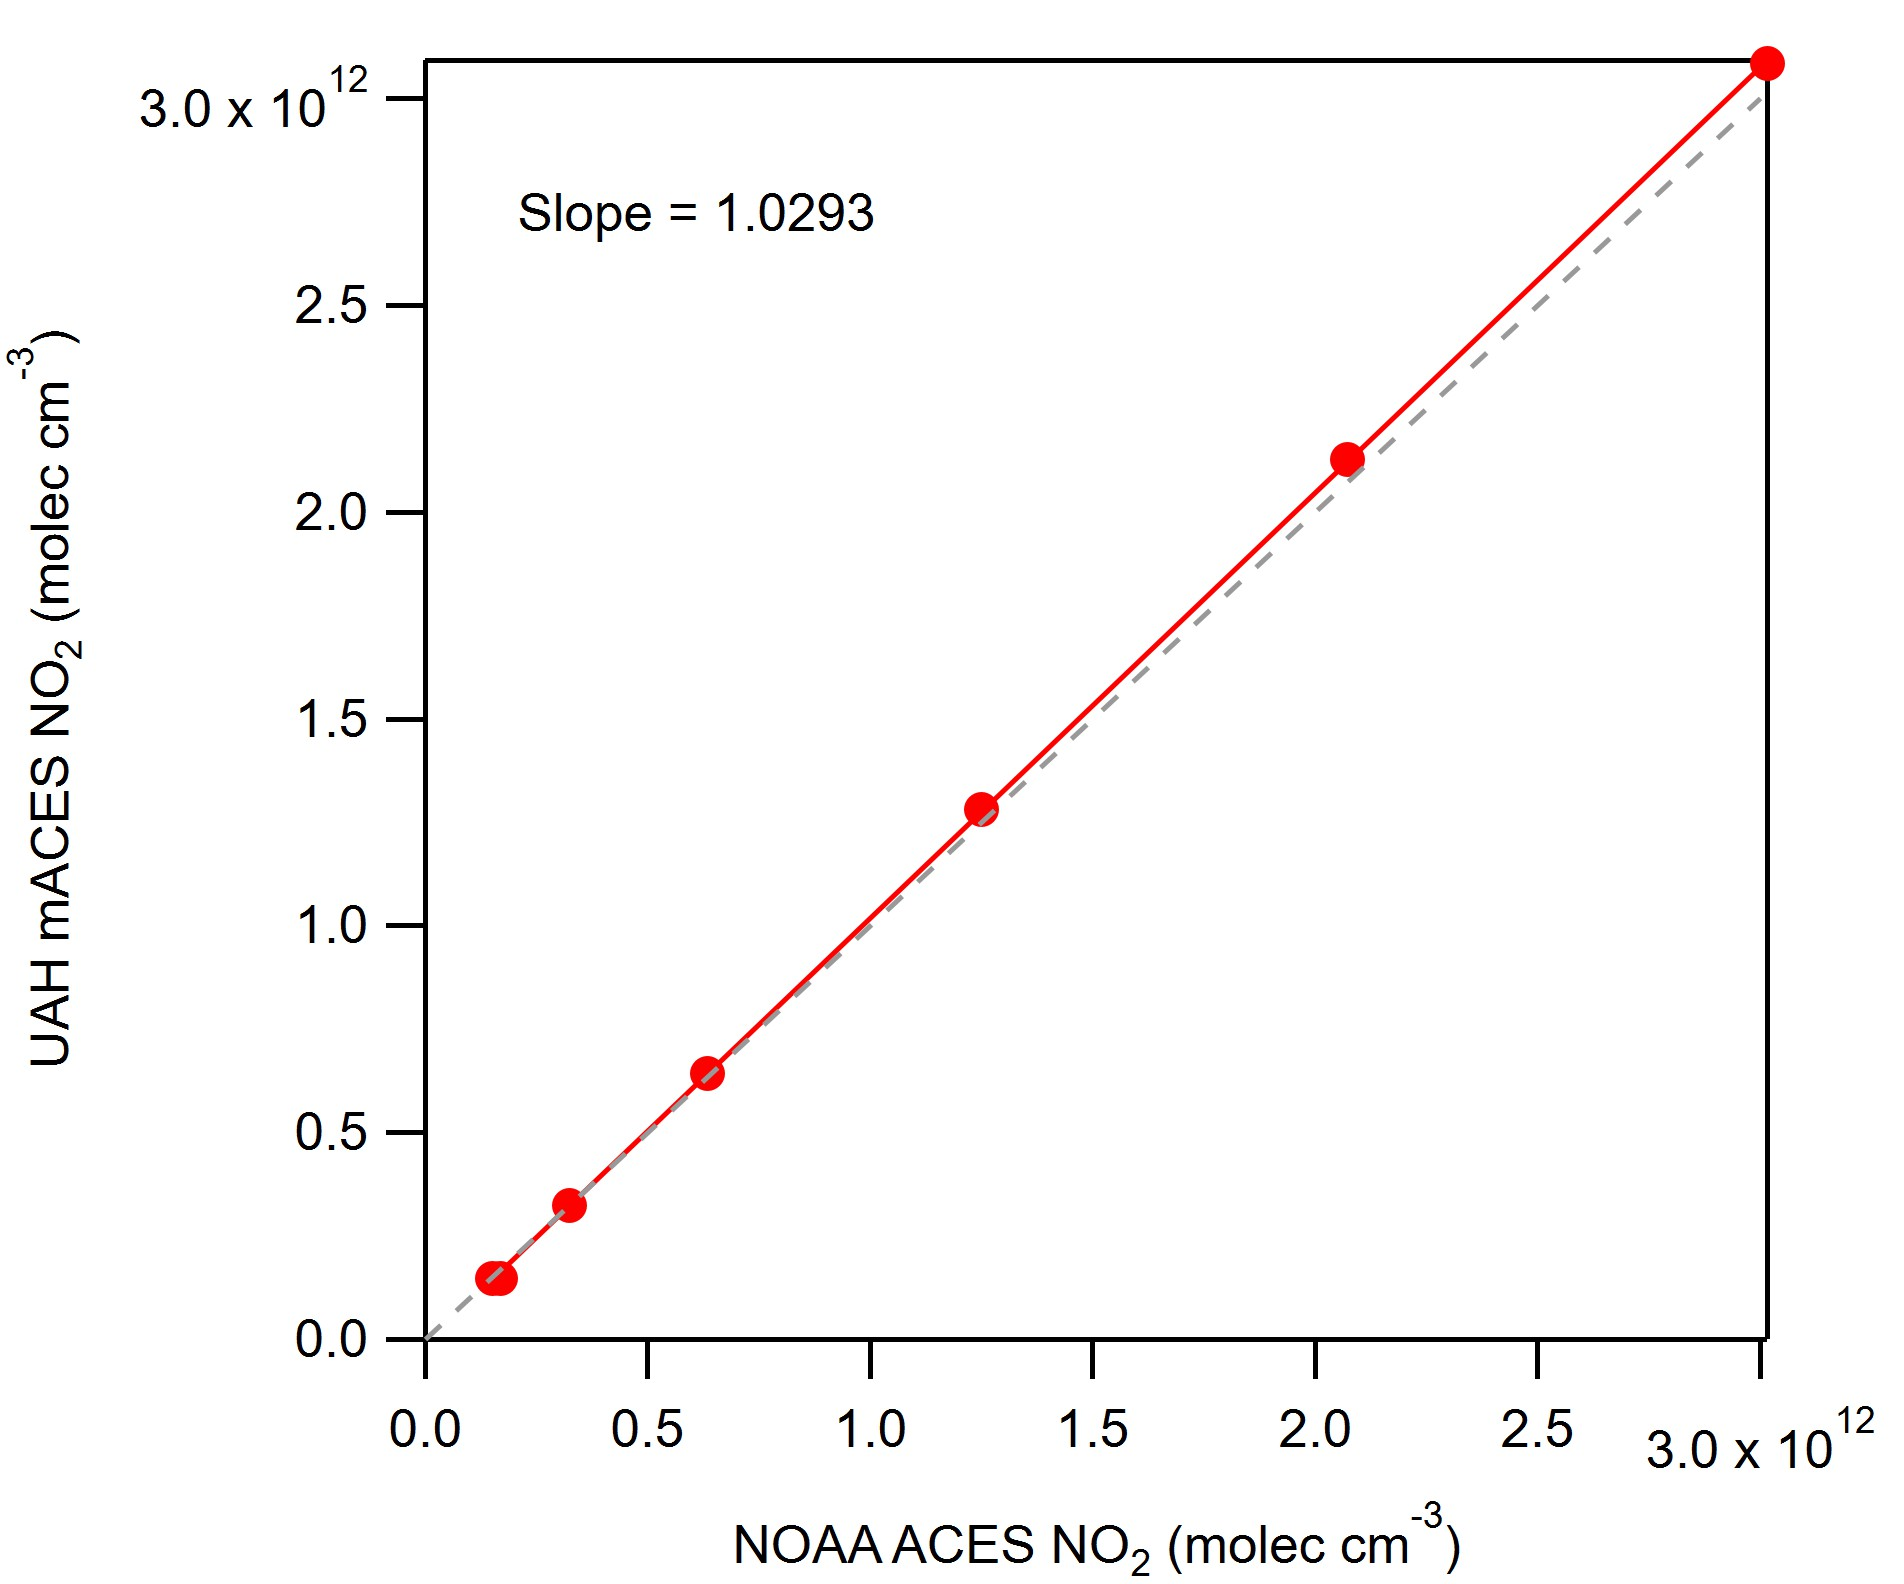 3.0 x 10^12
Slope = 1.0293
2.5
2.0
1.5
1.0
0.5
0.0
UAH mACES NO₂ (molec cm⁻³)
0.0 0.5 1.0 1.5 2.0 2.5 3.0 x 10^12
NOAA ACES NO₂ (molec cm⁻³)